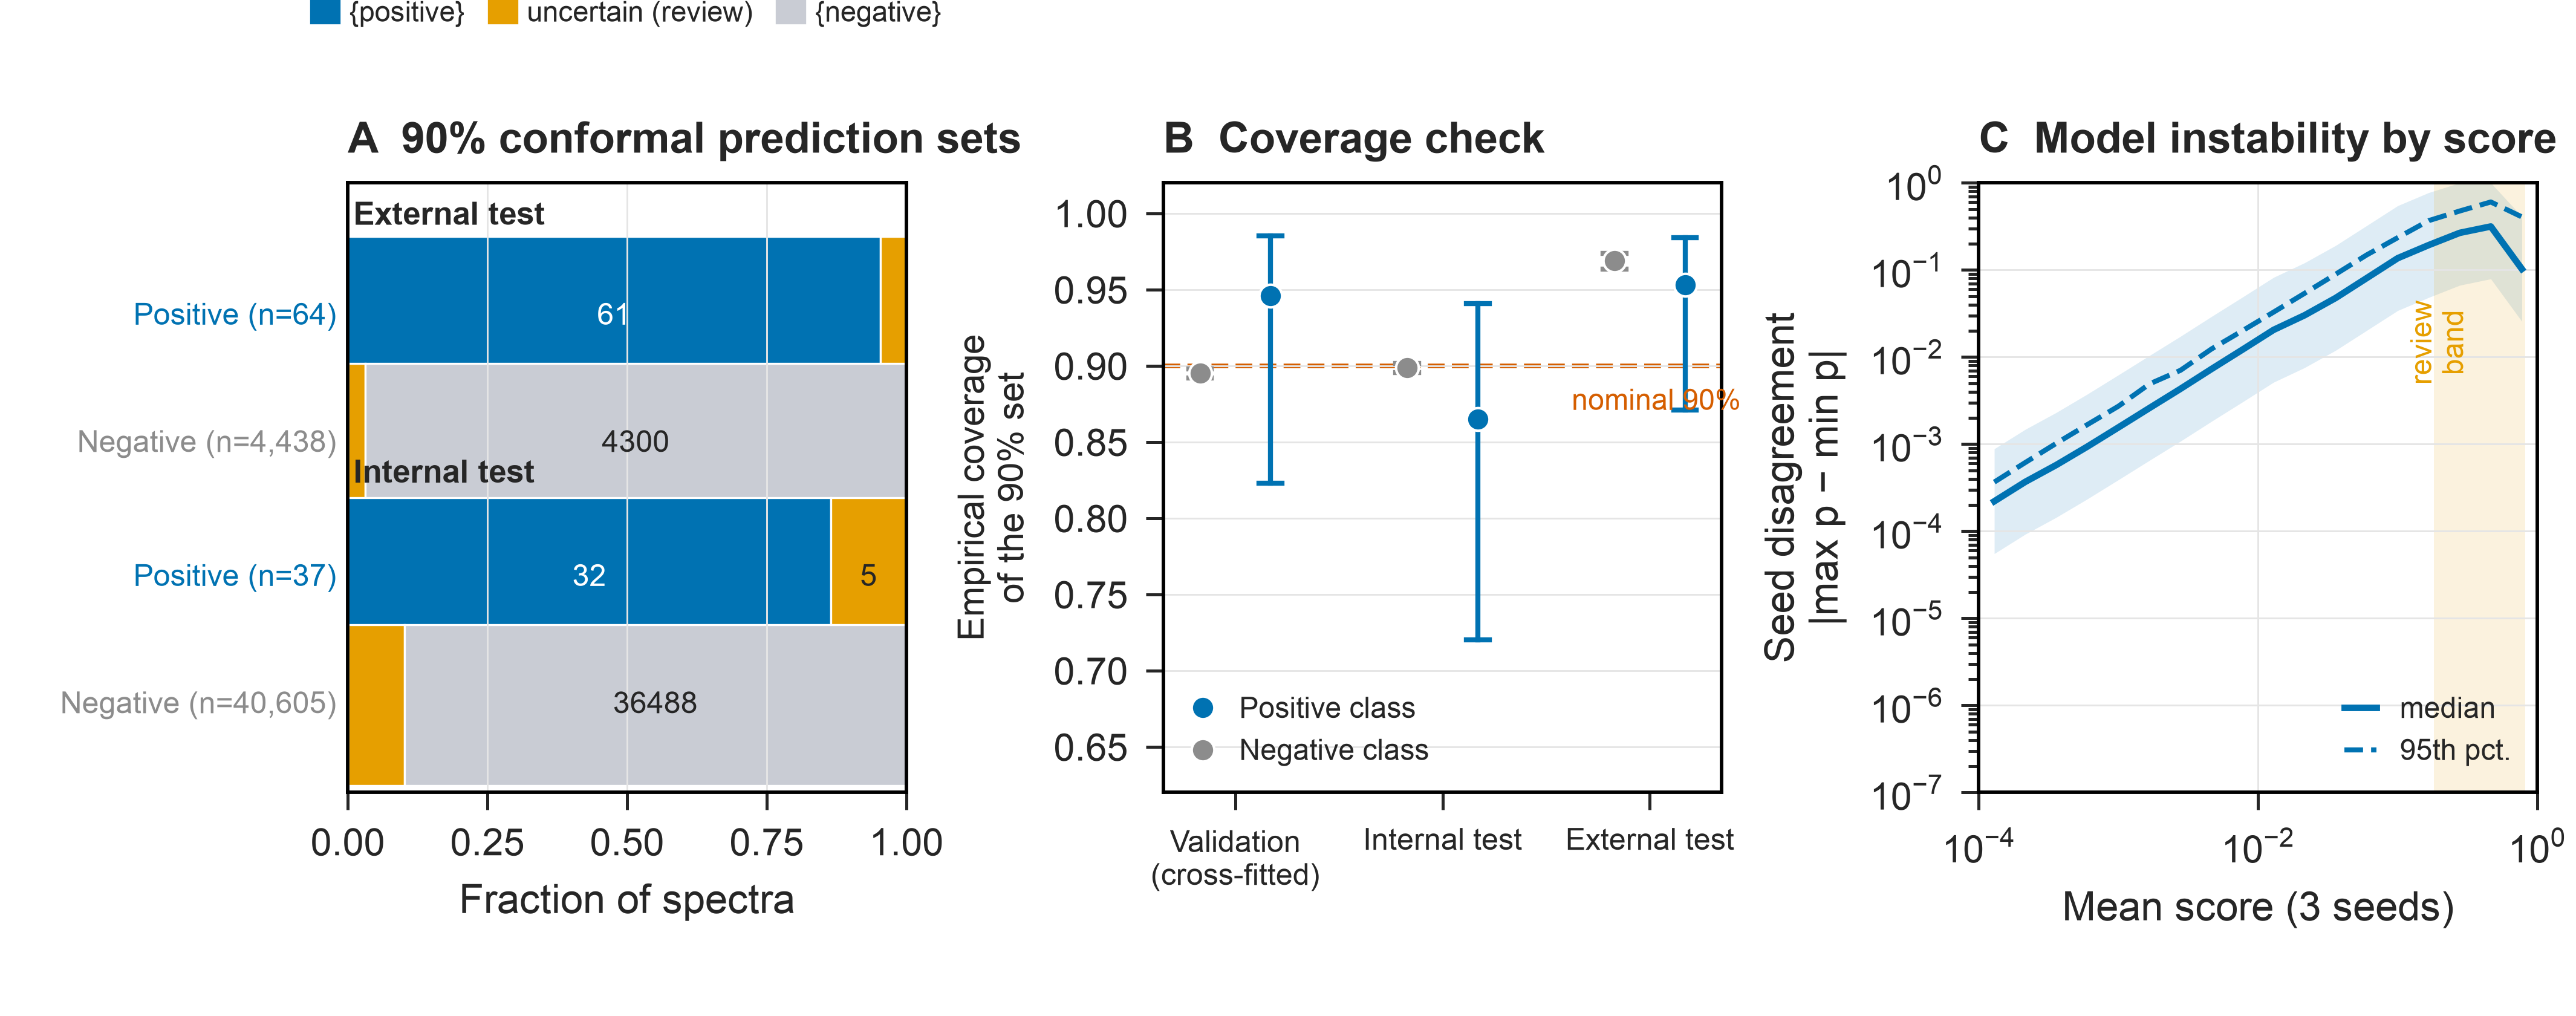 {positive} uncertain (review) {negative}
A 90% conformal prediction sets
External test
Positive (n=64)
61
Negative (n=4,438)
4300
Internal test
Positive (n=37)
32
5
Negative (n=40,605)
36488
0.00 0.25 0.50 0.75 1.00
Fraction of spectra
B Coverage check
Empirical coverage
of the 90% set
1.00
0.95
0.90
0.85
0.80
0.75
0.70
0.65
nominal 90%
Positive class
Negative class
Validation
(cross-fitted)
Internal test
External test
C Model instability by score
Seed disagreement
|max p − min p|
10⁰
10⁻¹
10⁻²
10⁻³
10⁻⁴
10⁻⁵
10⁻⁶
10⁻⁷
review
band
median
95th pct.
10⁻⁴ 10⁻² 10⁰
Mean score (3 seeds)